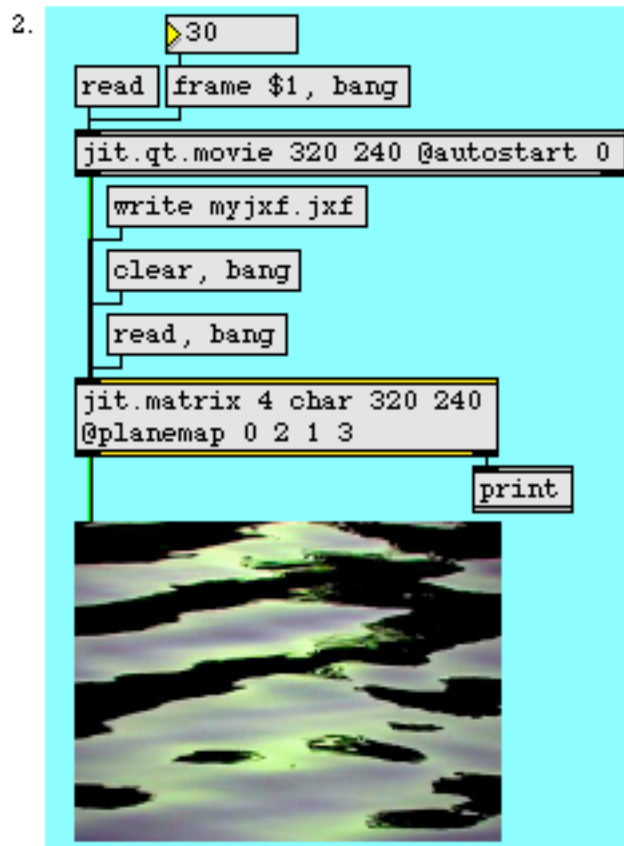 2.
30
read
frame $1, bang
jit.qt.movie 320 240 @autostart 0
write myjxf.jxf
clear, bang
read, bang
jit.matrix 4 char 320 240
@planemap 0 2 1 3
print